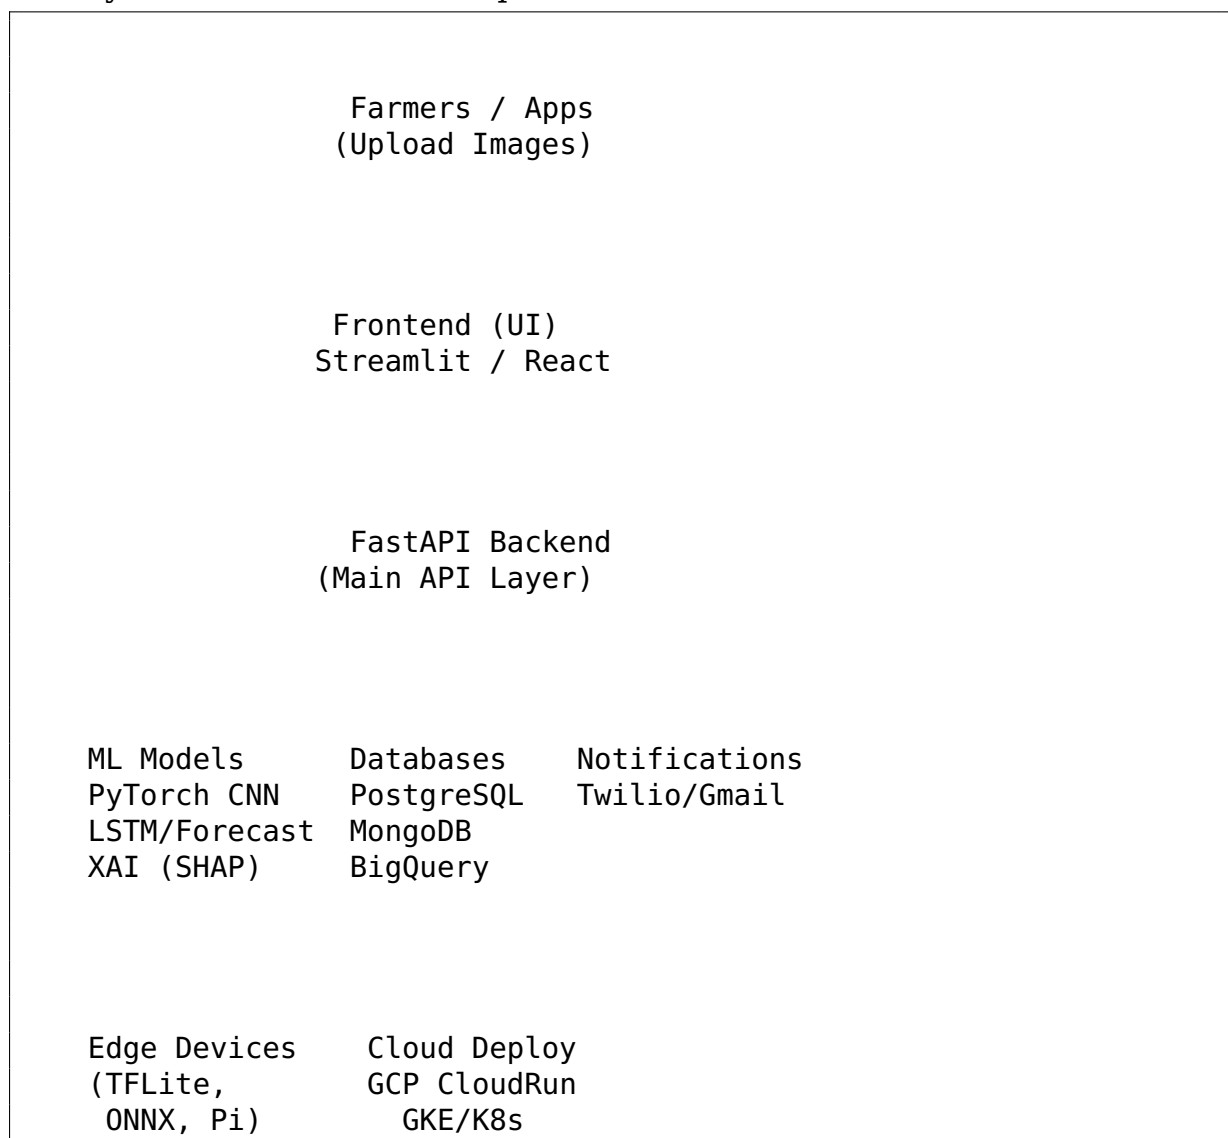 Farmers / Apps
(Upload Images)
Frontend (UI)
Streamlit / React
FastAPI Backend
(Main API Layer)
ML Models Databases Notifications
PyTorch CNN PostgreSQL Twilio/Gmail
LSTM/Forecast MongoDB
XAI (SHAP) BigQuery
Edge Devices Cloud Deploy
(TFLite, GCP CloudRun
ONNX, Pi) GKE/K8s